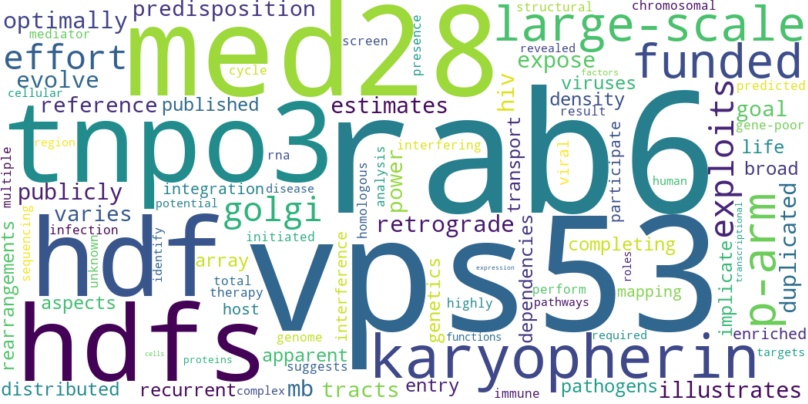 optimally
predisposition
mediator
effort
evolve
cellular
med28
cycle
screen
presence
large-scale
structural
chromosomal
revealed
expose
factors
funded
reference
published
estimates
hiv
viruses
density
result
predicted
goal
gene-poor
life
broad
exploits
tnpo3
rab6
region
rna
multiple
publicly
integration
disease
potential
homologous
analysis
power
interfering
transport
viral
participate
human
p-arm
duplicated
transcriptional
varies
infection
golgi
initiated
retrograde
hdf
vps53
completing
expression
roles
mapping
implicate
rearrangements
sequencing
unknown
identify
array
total
therapy
host
interference
genetics
highly
dependencies
perform
pathways
aspects
hdfs
genome
cells
proteins
apparent
suggests
karyopherin
functions
required
enriched
targets
distributed
recurrent
complex
mb
tracts
entry
immune
pathogens
illustrates